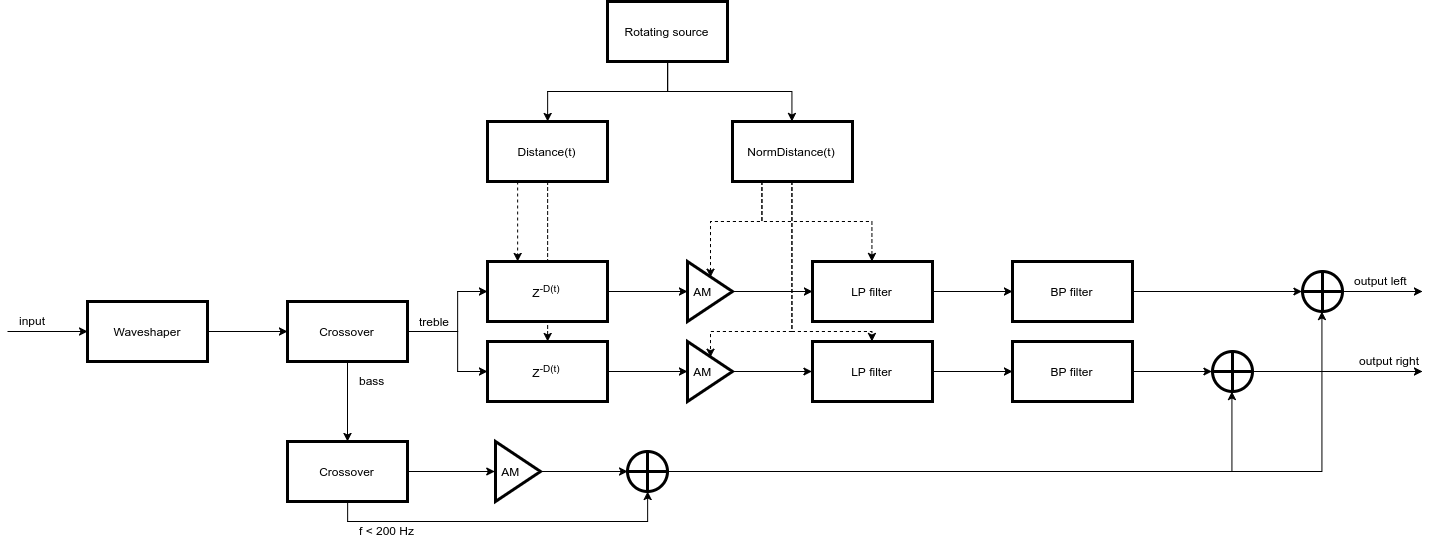 Rotating source
Distance(t)
NormDistance(t)
Z-D(t)
AM
LP filter
BP filter
output left
input
Waveshaper
Crossover
treble
Z-D(t)
AM
LP filter
BP filter
output right
bass
Crossover
AM
f < 200 Hz